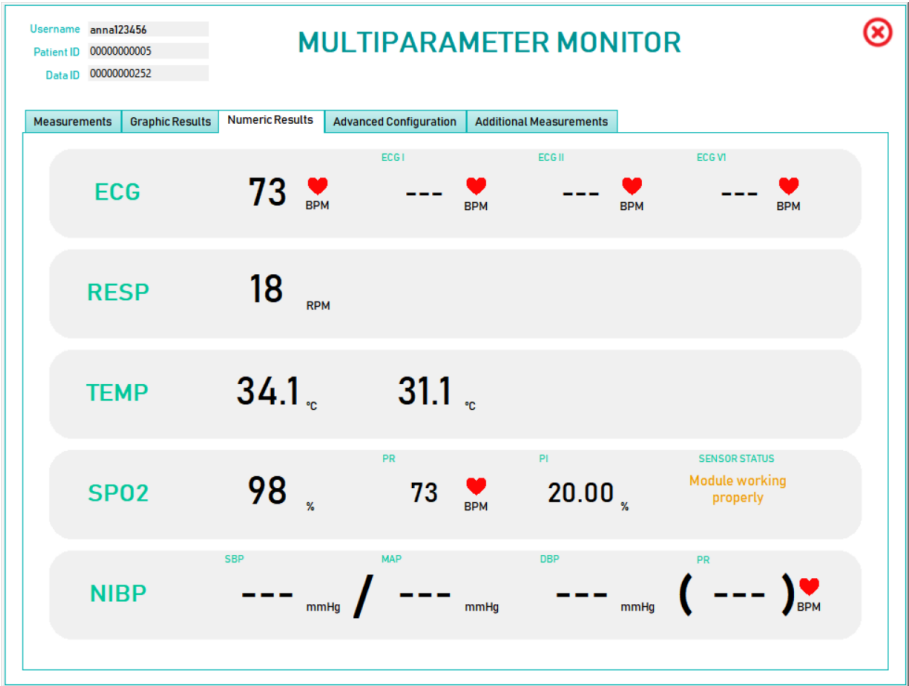 Username anna123456
MULTIPARAMETER MONITOR
Patient ID 00000000005
Data ID 00000000252
Measurements Graphic Results Numeric Results Advanced Configuration Additional Measurements
ECG I ECG II ECG V1
ECG 73 BPM --- BPM --- BPM --- BPM
RESP 18 RPM
TEMP 34.1 °C 31.1 °C
PR PI SENSOR STATUS
SPO2 98 % 73 BPM 20.00 % Module working
properly
SBP MAP DBP PR
NIBP --- mmHg / --- mmHg --- mmHg ( --- ) BPM